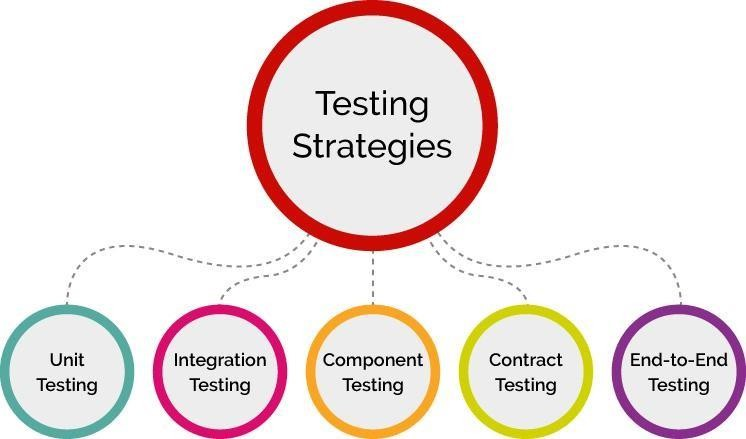 Testing
Strategies
Unit
Testing
Integration
Testing
Component
Testing
Contract
Testing
End-to-End
Testing